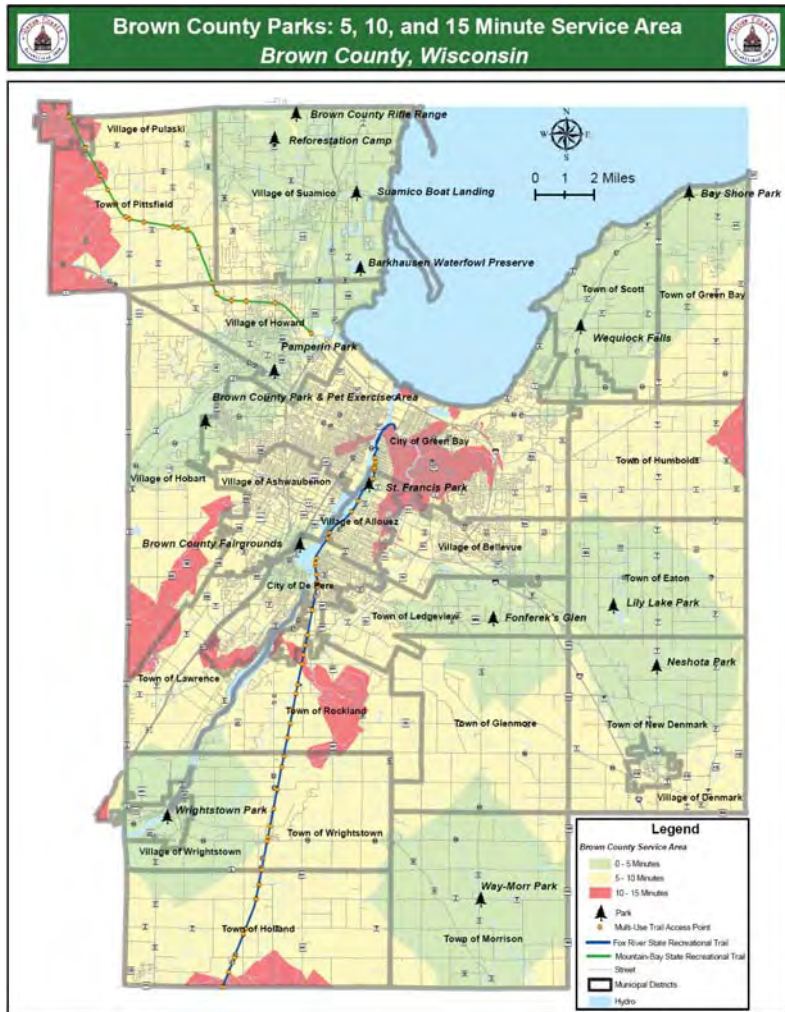 Brown County Parks: 5, 10, and 15 Minute Service Area
Brown County, Wisconsin
Brown County Rifle Range
Village of Pulaski
Reforestation Camp
N
W E
S
0 1 2 Miles
Village of Suamico
Suamico Boat Landing
Bay Shore Park
Town of Pittsfield
Barkhausen Waterfowl Preserve
Town of Scott
Town of Green Bay
Village of Howard
Wequiock Falls
Pamperin Park
Brown County Park & Pet Exercise Area
City of Green Bay
Village of Hobart
Village of Ashwaubenon
Town of Humboldt
St. Francis Park
Village of Allouez
Brown County Fairgrounds
Village of Bellevue
City of De Pere
Town of Eaton
Town of Ledgeview
Fonferek's Glen
Lily Lake Park
Neshota Park
Town of Lawrence
Town of Rockland
Town of Glenmore
Town of New Denmark
Village of Denmark
Wrightstown Park
Town of Wrightstown
Village of Wrightstown
Way-Morr Park
Town of Holland
Town of Morrison
Legend
Brown County Service Area
0 - 5 Minutes
5 - 10 Minutes
10 - 15 Minutes
Park
Multi-Use Trail Access Point
Fox River State Recreational Trail
Mountain-Bay State Recreational Trail
Street
Municipal Districts
Hydro